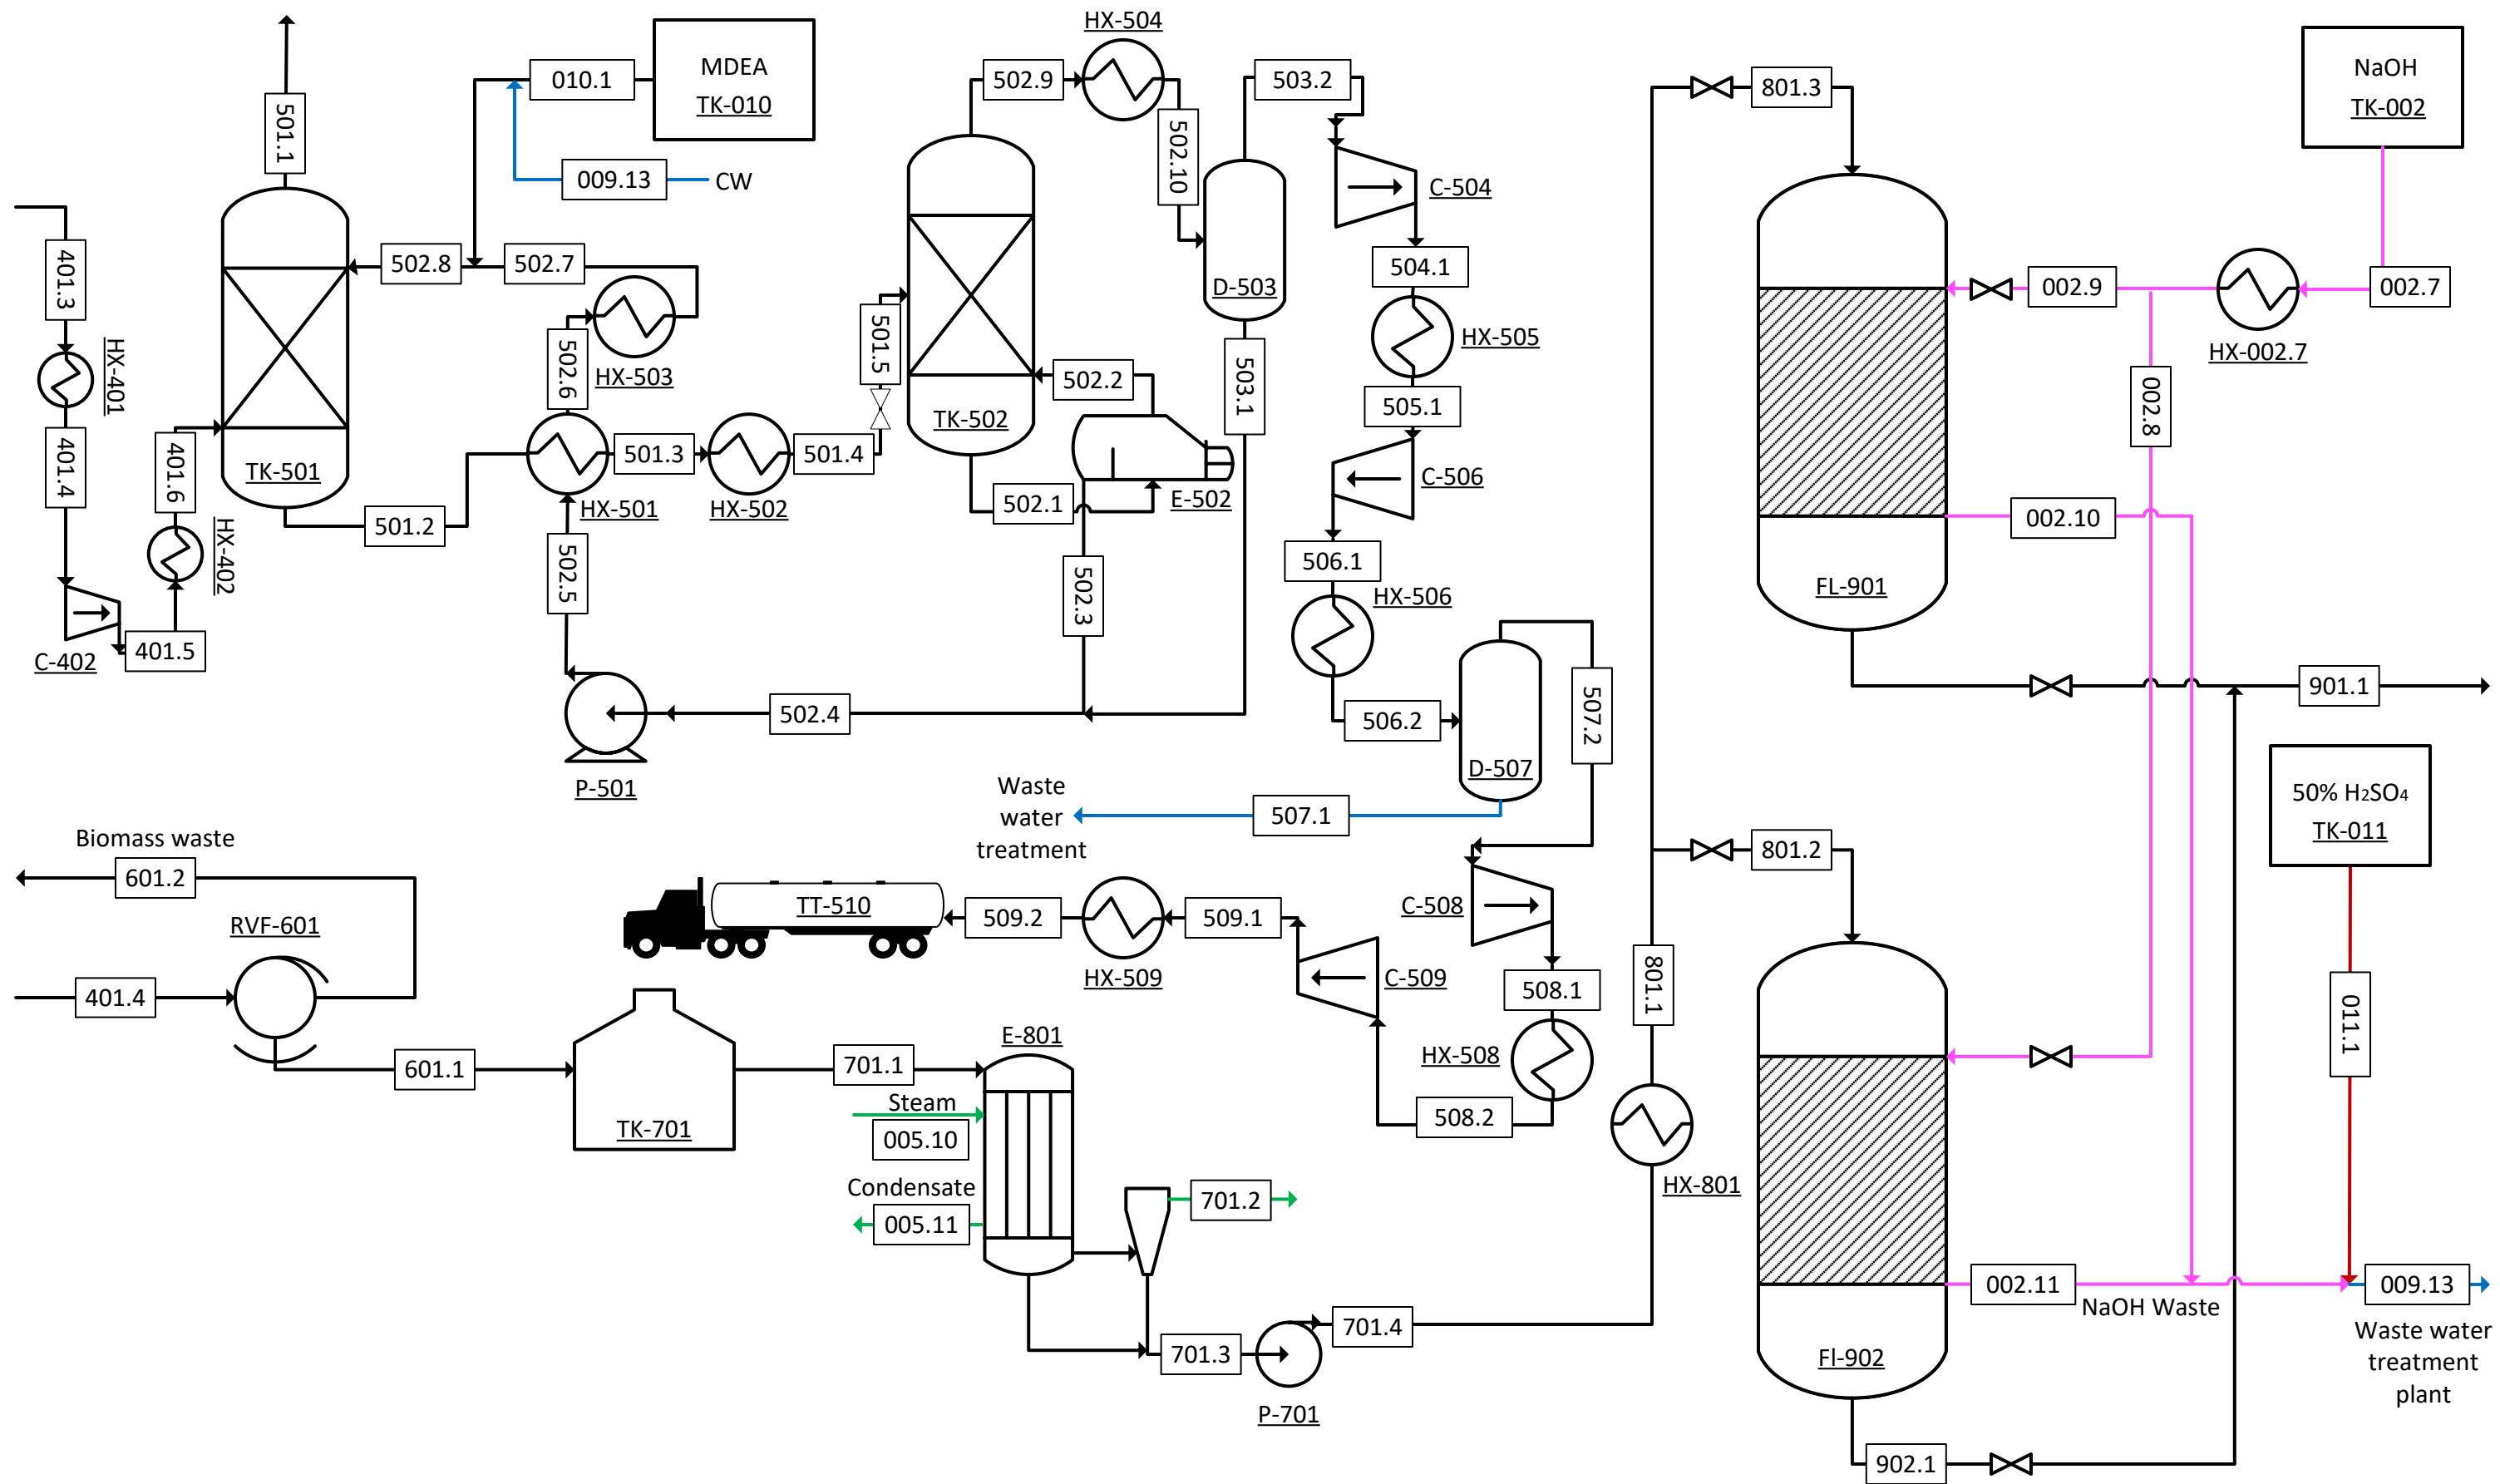 HX-504
MDEA
TK-010
010.1
009.13
CW
502.9
502.10
503.2
C-504
504.1
HX-505
505.1
C-506
506.1
HX-506
506.2
D-503
503.1
501.1
401.3
HX-401
401.4
C-402
401.5
HX-402
401.6
TK-501
501.2
502.8
502.7
HX-503
502.6
HX-501
501.3
HX-502
501.4
501.5
TK-502
502.2
502.1
E-502
502.3
502.5
502.4
P-501
D-507
507.2
507.1
Waste
water
treatment
C-508
508.1
HX-508
508.2
C-509
509.1
HX-509
509.2
TT-510
Biomass waste
601.2
RVF-601
401.4
601.1
TK-701
701.1
E-801
Steam
005.10
Condensate
005.11
701.2
701.3
P-701
701.4
HX-801
801.1
801.3
801.2
NaOH
TK-002
002.7
HX-002.7
002.9
002.8
002.10
FL-901
901.1
50% H2SO4
TK-011
011.1
002.11
NaOH Waste
009.13
Waste water
treatment
plant
Fl-902
902.1